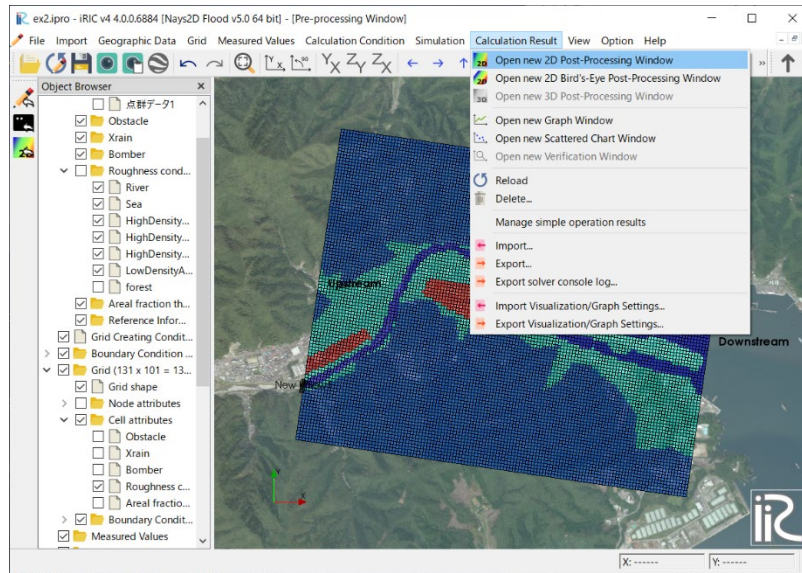 ex2.ipro - iRIC v4 4.0.0.6884 [Nays2D Flood v5.0 64 bit] - [Pre-processing Window]
File Import Geographic Data Grid Measured Values Calculation Condition Simulation Calculation Result View Option Help
Object Browser
点群データ1
Obstacle
Xrain
Bomber
Roughness cond...
River
Sea
HighDensity...
HighDensity...
HighDensity...
LowDensityA...
forest
Areal fraction th...
Reference Infor...
Grid Creating Condit...
Boundary Condition ...
Grid (131 x 101 = 13...
Grid shape
Node attributes
Cell attributes
Obstacle
Xrain
Bomber
Roughness c...
Areal fractio...
Boundary Condit...
Measured Values
Open new 2D Post-Processing Window
Open new 2D Bird's-Eye Post-Processing Window
Open new 3D Post-Processing Window
Open new Graph Window
Open new Scattered Chart Window
Open new Verification Window
Reload
Delete...
Manage simple operation results
Import...
Export...
Export solver console log...
Import Visualization/Graph Settings...
Export Visualization/Graph Settings...
Upstream
Downstream
New
Y
X
iRIC
X: ------
Y: ------